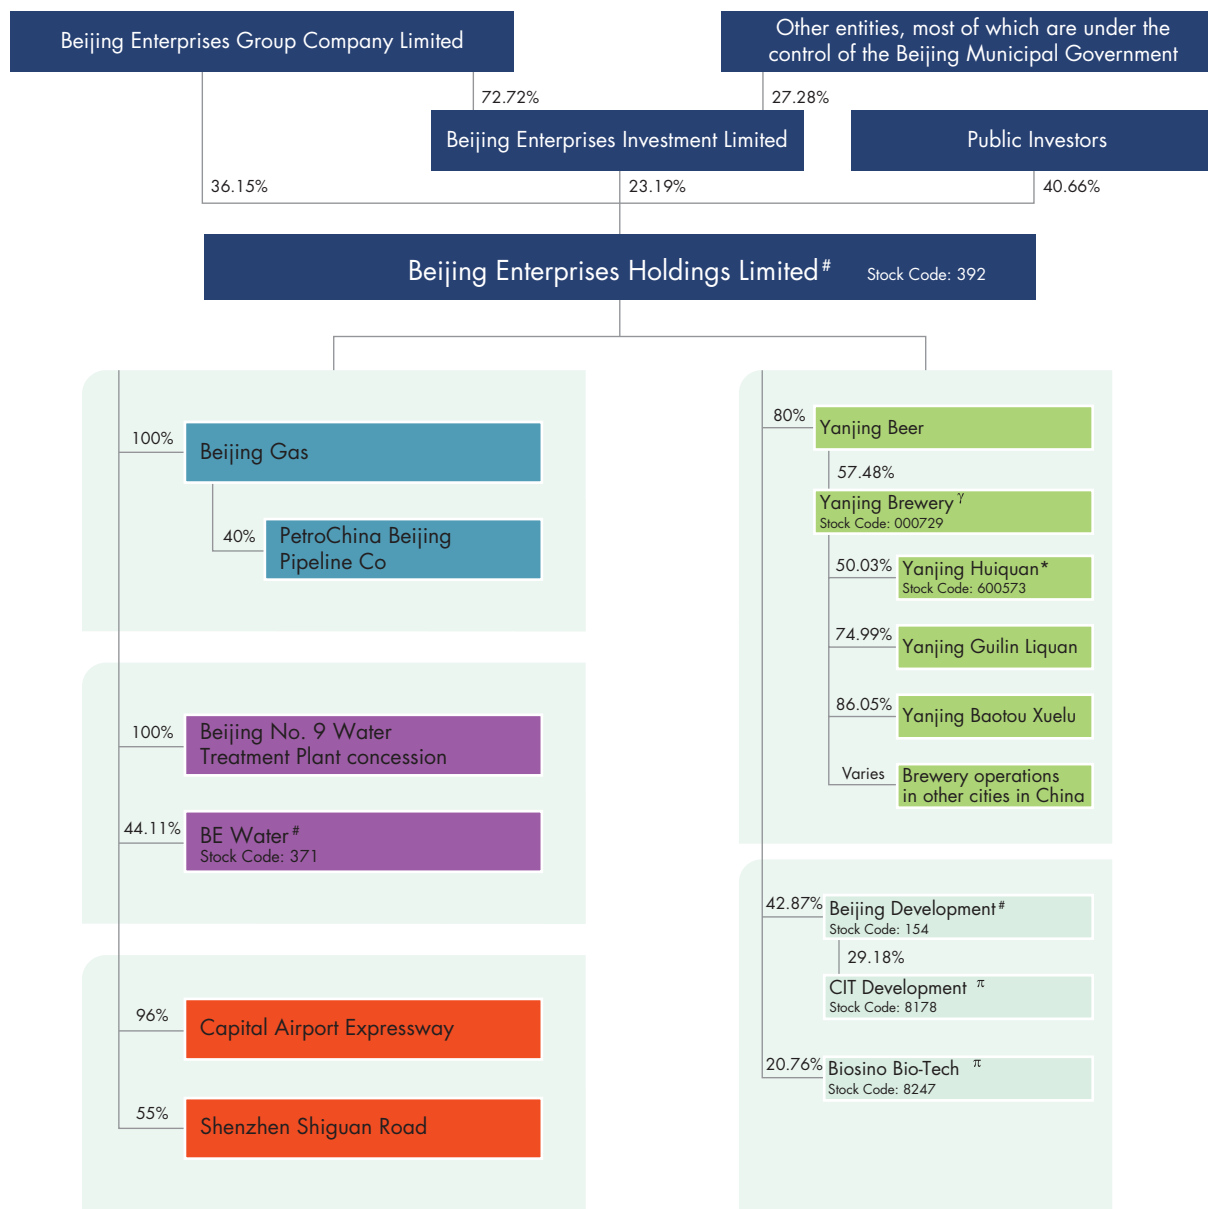 Beijing Enterprises Group Company Limited
Other entities, most of which are under the
control of the Beijing Municipal Government
72.72%
27.28%
Beijing Enterprises Investment Limited
Public Investors
36.15%
23.19%
40.66%
Beijing Enterprises Holdings Limited# Stock Code: 392
100%
Beijing Gas
40%
PetroChina Beijing
Pipeline Co
100%
Beijing No. 9 Water
Treatment Plant concession
44.11%
BE Water#
Stock Code: 371
96%
Capital Airport Expressway
55%
Shenzhen Shiguan Road
80%
Yanjing Beer
57.48%
Yanjing Brewery γ
Stock Code: 000729
50.03%
Yanjing Huiquan*
Stock Code: 600573
74.99%
Yanjing Guilin Liquan
86.05%
Yanjing Baotou Xuelu
Varies
Brewery operations
in other cities in China
42.87%
Beijing Development#
Stock Code: 154
29.18%
CIT Development π
Stock Code: 8178
20.76%
Biosino Bio-Tech π
Stock Code: 8247